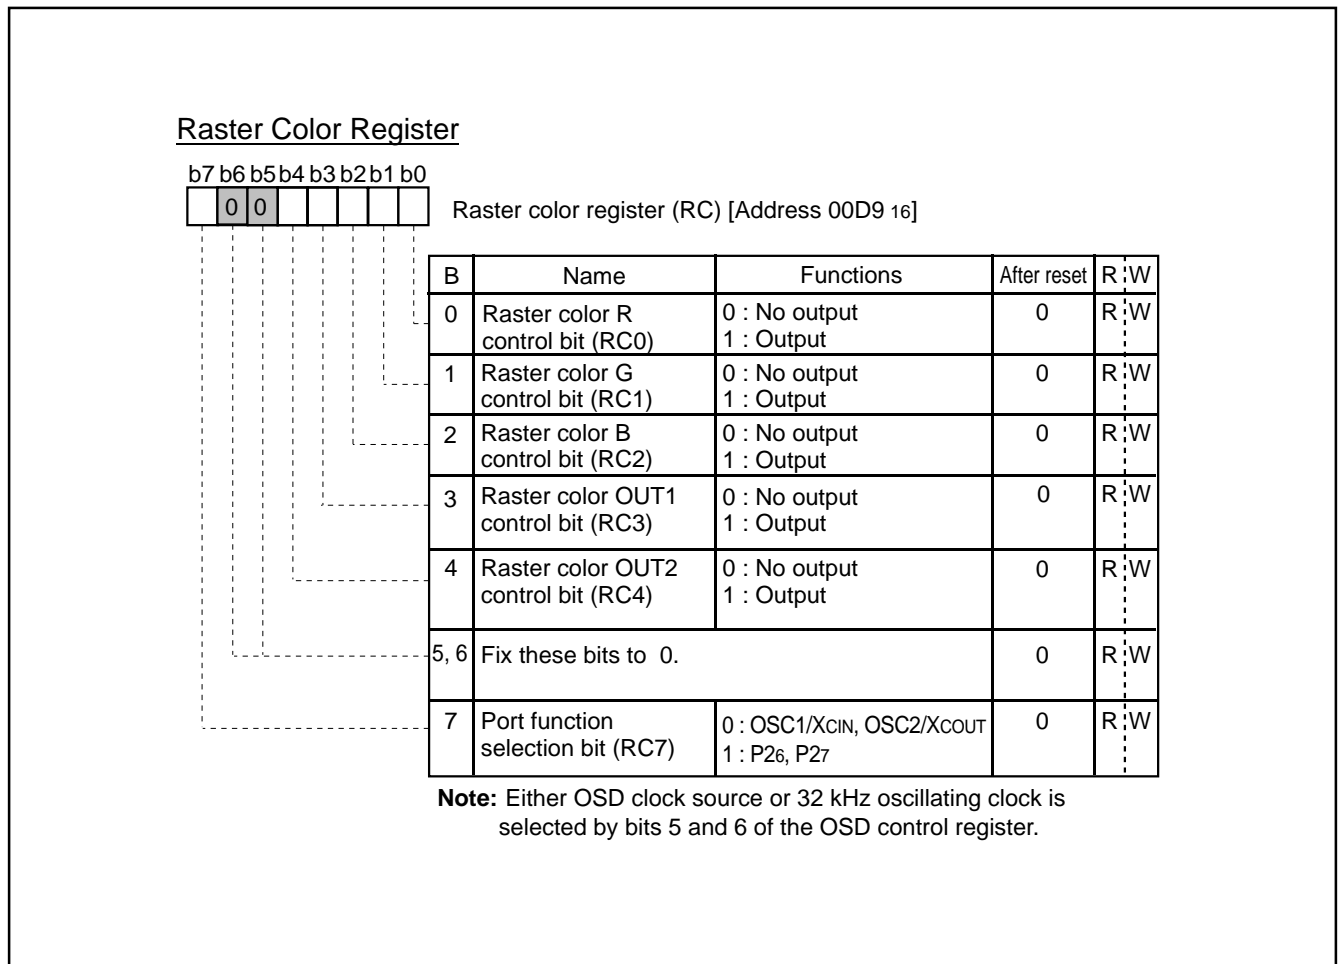 Raster Color Register
b7 b6 b5 b4 b3 b2 b1 b0
0 0
Raster color register (RC) [Address 00D9 16]
B Name Functions After reset R W
0 Raster color R 0 : No output 0 R W
control bit (RC0) 1 : Output
1 Raster color G 0 : No output 0 R W
control bit (RC1) 1 : Output
2 Raster color B 0 : No output 0 R W
control bit (RC2) 1 : Output
3 Raster color OUT1 0 : No output 0 R W
control bit (RC3) 1 : Output
4 Raster color OUT2 0 : No output 0 R W
control bit (RC4) 1 : Output
5, 6 Fix these bits to 0. 0 R W
7 Port function 0 : OSC1/XCIN, OSC2/XCOUT 0 R W
selection bit (RC7) 1 : P26, P27
Note: Either OSD clock source or 32 kHz oscillating clock is
selected by bits 5 and 6 of the OSD control register.